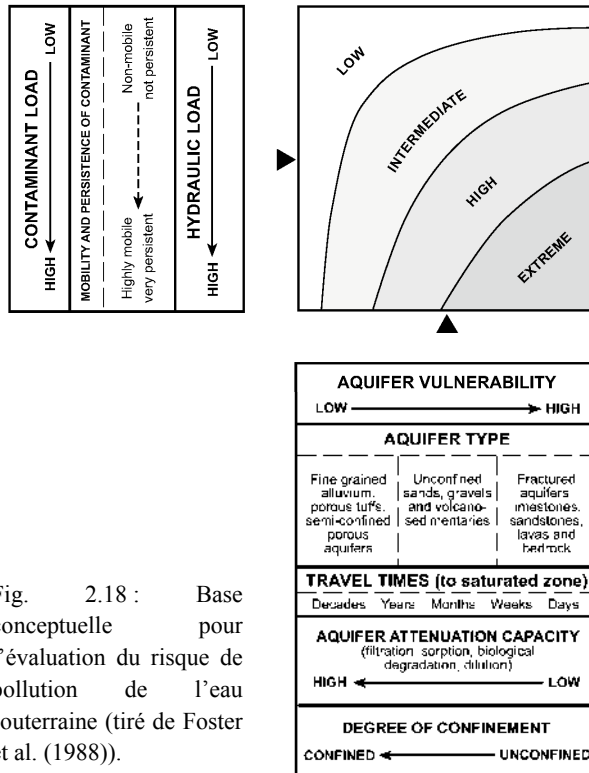 CONTAMINANT LOAD
HIGH LOW
MOBILITY AND PERSISTENCE OF CONTAMINANT
Highly mobile
very persistent
Non-mobile
not persistent
HYDRAULIC LOAD
HIGH LOW
LOW
INTERMEDIATE
HIGH
EXTREME
AQUIFER VULNERABILITY
LOW HIGH
AQUIFER TYPE
Fine grained
alluvium.
porous tuffs.
semi-confined
porous
aquifers
Unconfined
sands, gravels
and volcano-
sedimentaries
Fractured
aquifers
imestones.
sandstones,
lavas and
bedrock
TRAVEL TIMES (to saturated zone)
Decades Years Months Weeks Days
AQUIFER ATTENUATION CAPACITY
(filtration sorption, biological
degradation, dilution)
HIGH LOW
DEGREE OF CONFINEMENT
CONFINED UNCONFINED
Fig. 2.18 : Base
conceptuelle pour
l'évaluation du risque de
pollution de l'eau
souterraine (tiré de Foster
et al. (1988)).